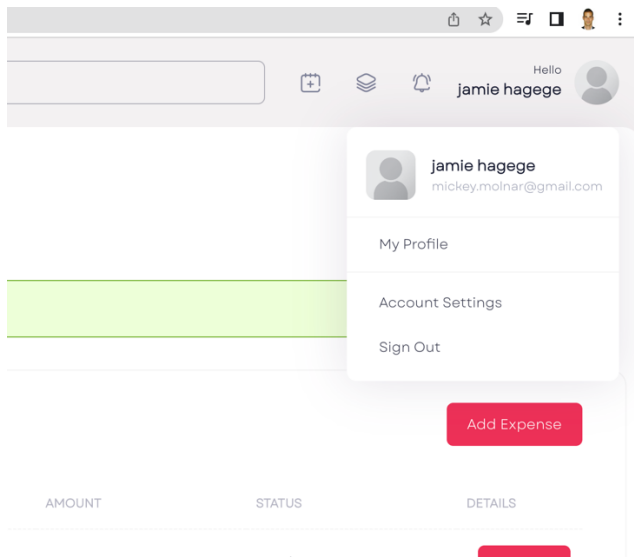 Hello
jamie hagege
jamie hagege
mickey.molnar@gmail.com
My Profile
Account Settings
Sign Out
Add Expense
AMOUNT STATUS DETAILS